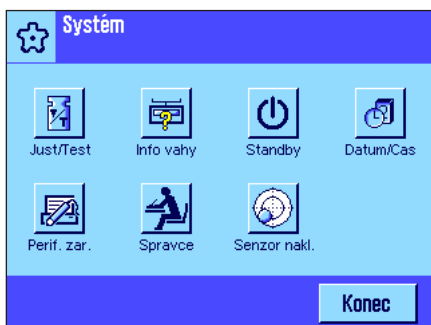 Systém
Just/Test
Info vahy
Standby
Datum/Cas
Perif. zar.
Spravce
Senzor nakl.
Konec